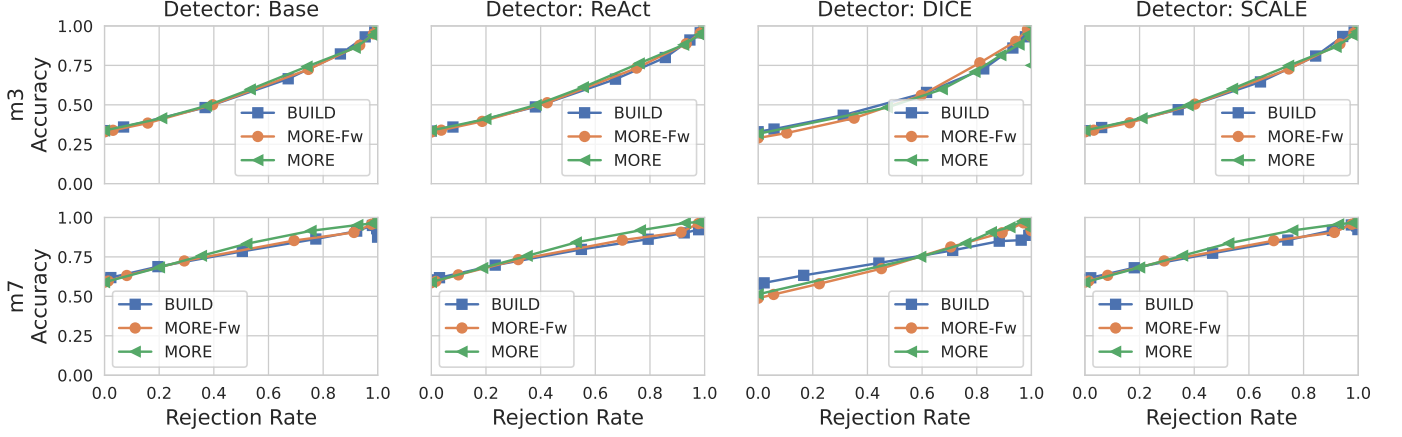 Detector: Base
Detector: ReAct
Detector: DICE
Detector: SCALE
m3
Accuracy
1.00
0.75
0.50
0.25
0.00
BUILD
MORE-Fw
MORE
BUILD
MORE-Fw
MORE
BUILD
MORE-Fw
MORE
BUILD
MORE-Fw
MORE
m7
Accuracy
1.00
0.75
0.50
0.25
0.00
BUILD
MORE-Fw
MORE
BUILD
MORE-Fw
MORE
BUILD
MORE-Fw
MORE
BUILD
MORE-Fw
MORE
0.0 0.2 0.4 0.6 0.8 1.0
0.0 0.2 0.4 0.6 0.8 1.0
0.0 0.2 0.4 0.6 0.8 1.0
0.0 0.2 0.4 0.6 0.8 1.0
Rejection Rate
Rejection Rate
Rejection Rate
Rejection Rate